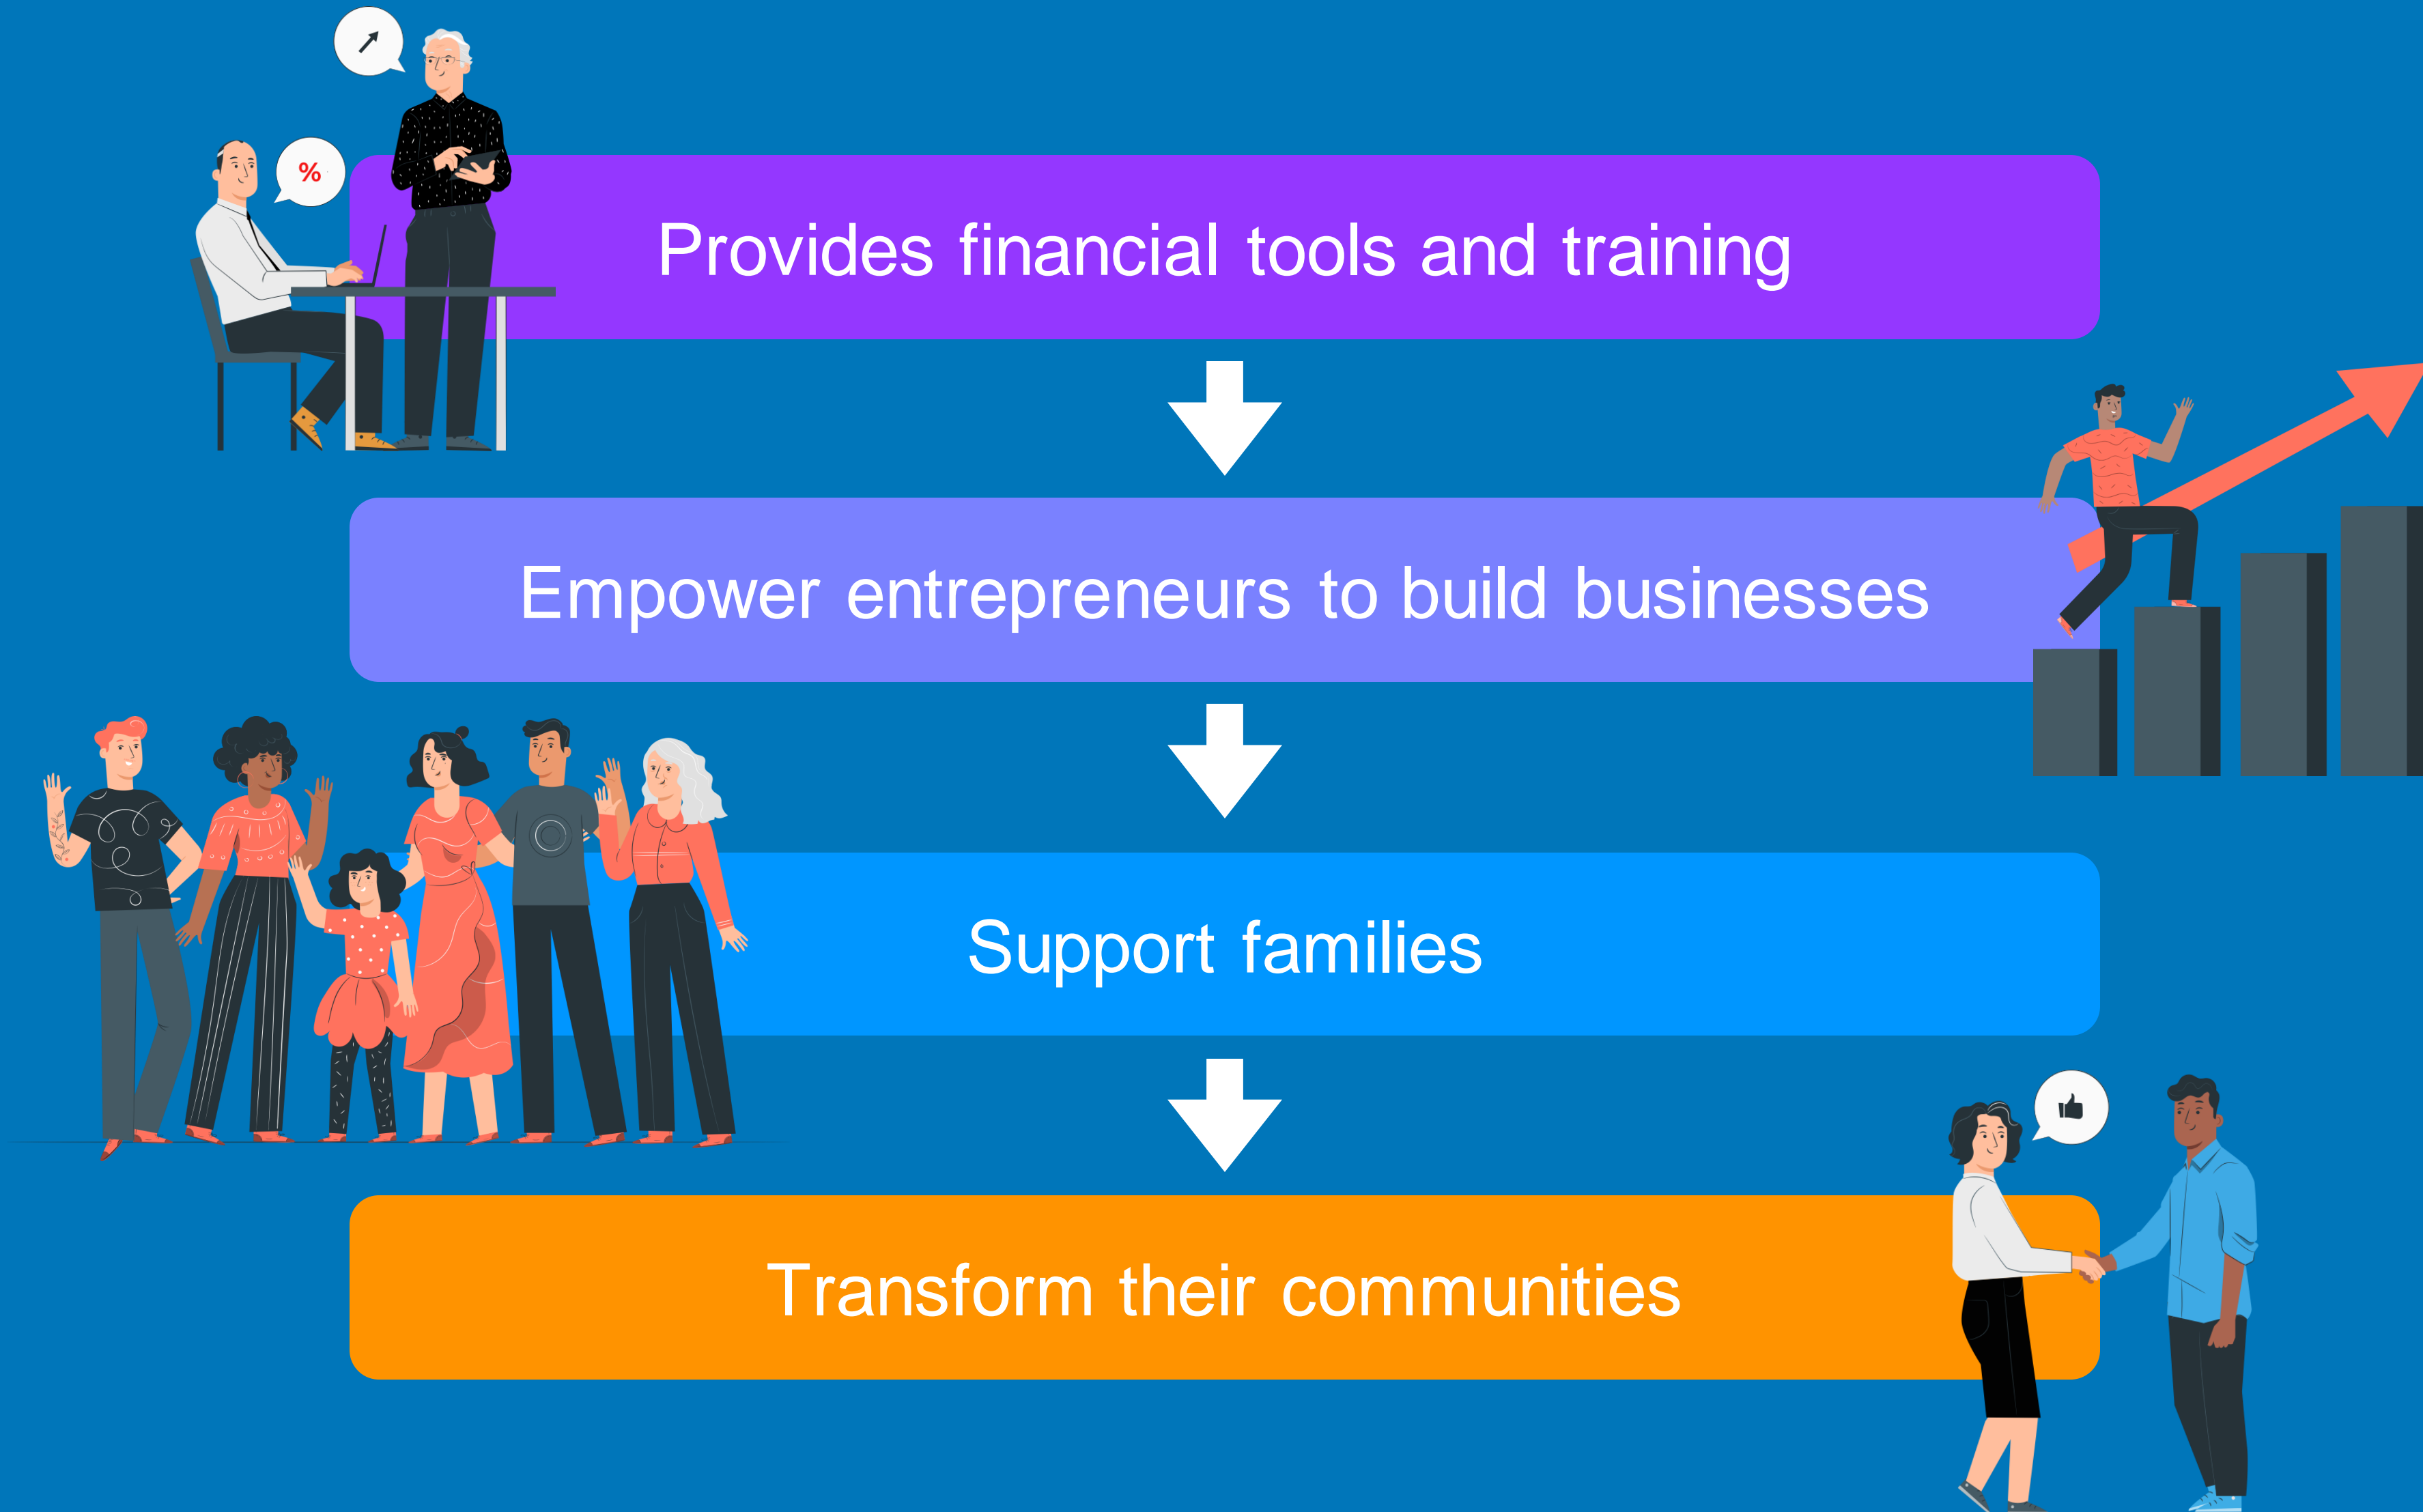 %
Provides financial tools and training
Empower entrepreneurs to build businesses
Support families
Transform their communities